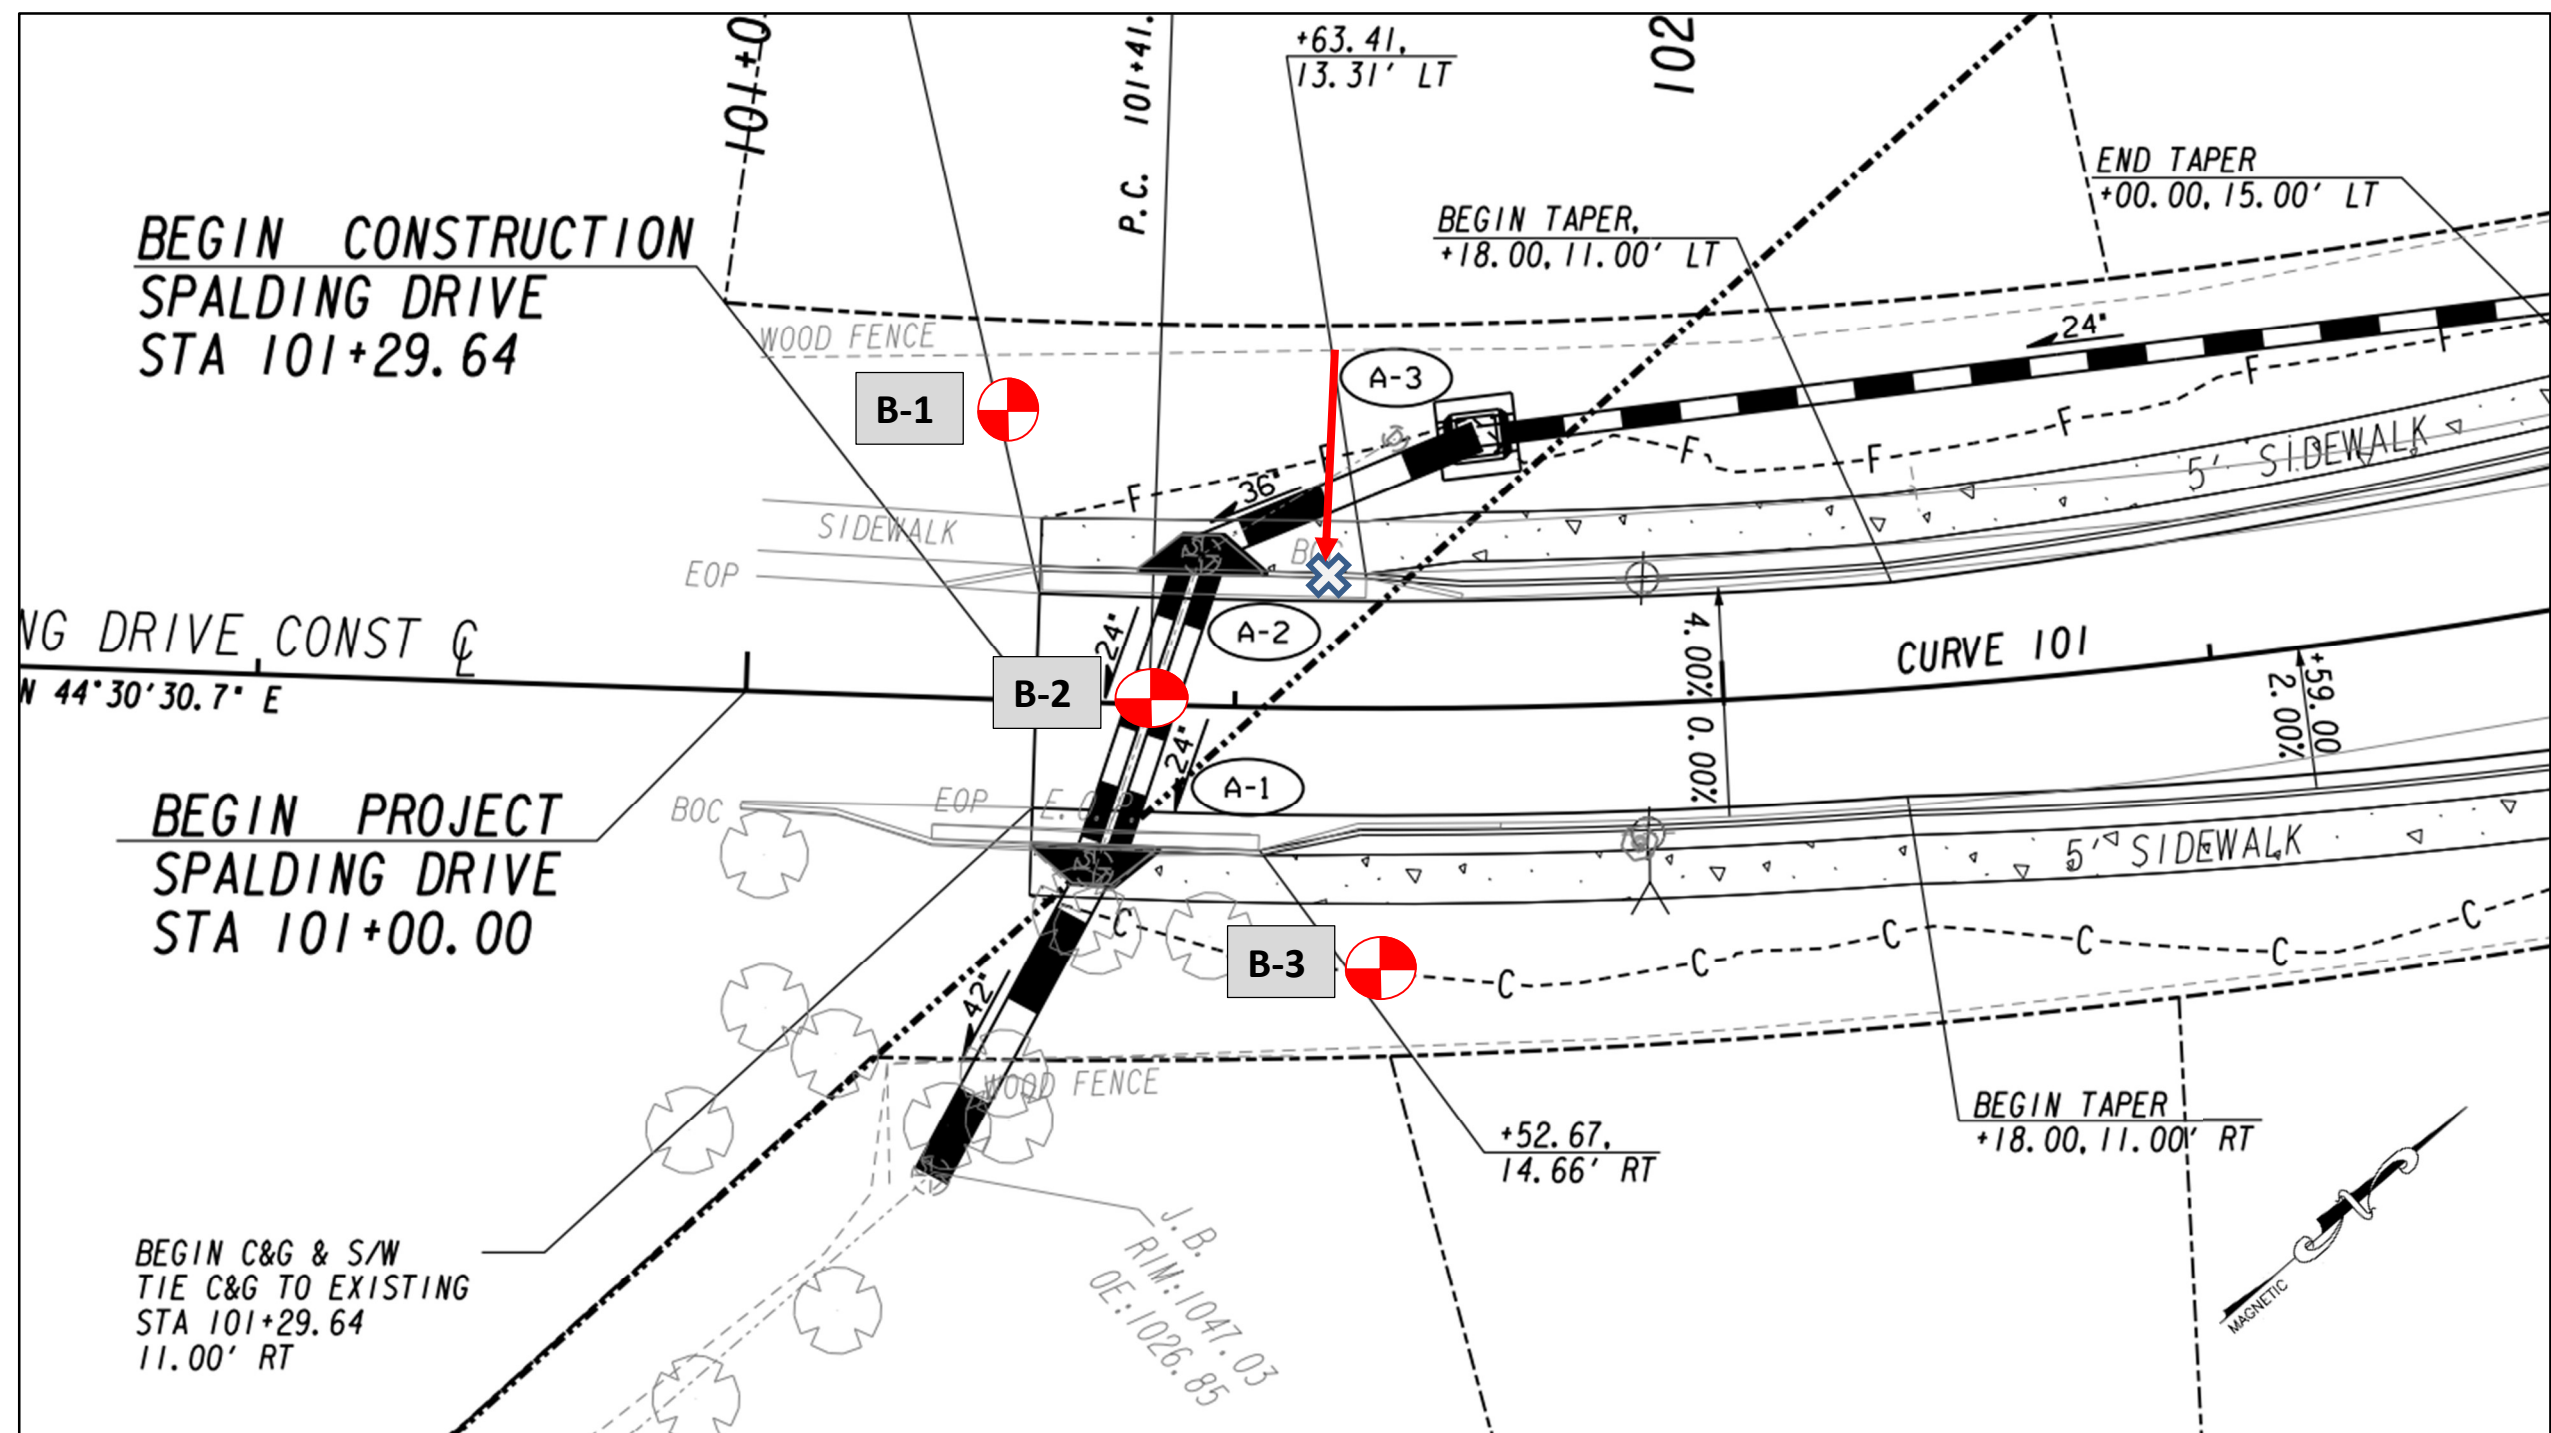 101+0
P.C. 101+41.
+63.41,
13.31' LT
102
END TAPER
+00.00, 15.00' LT
BEGIN TAPER,
+18.00, 11.00' LT
BEGIN CONSTRUCTION
SPALDING DRIVE
STA 101+29.64
WOOD FENCE
B-1
A-3
24"
F
F
F
F
F
F
F
36"
5' SIDEWALK
SIDEWALK
BOC
EOP
A-2
24"
NG DRIVE CONST ℄
N 44°30'30.7" E
B-2
4.00%
0.00%
CURVE 101
+59.00
2.00%
24"
A-1
BEGIN PROJECT
SPALDING DRIVE
STA 101+00.00
BOC
EOP
E.O.P.
5' SIDEWALK
C
B-3
C
C
C
C
C
C
42"
WOOD FENCE
+52.67,
14.66' RT
BEGIN TAPER
+18.00, 11.00' RT
J.B.
RIM:1047.03
OE:1026.85
BEGIN C&G & S/W
TIE C&G TO EXISTING
STA 101+29.64
11.00' RT
MAGNETIC